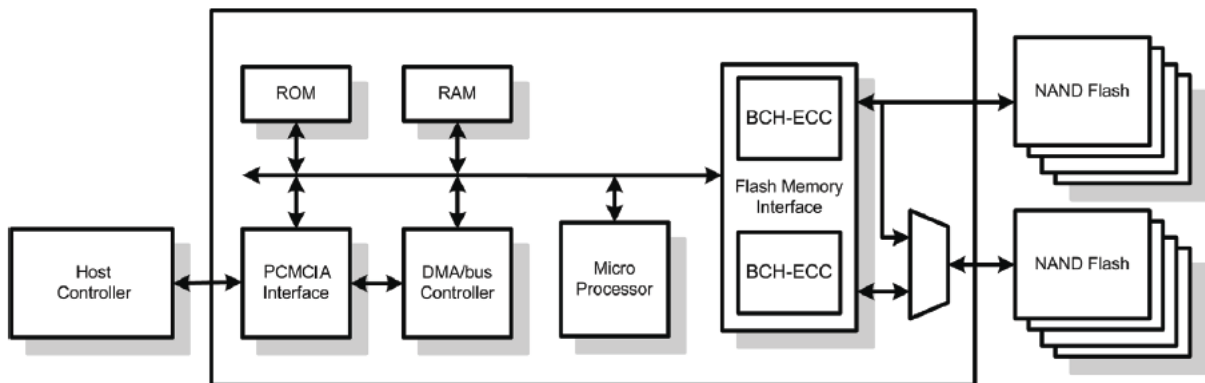 ROM
RAM
BCH-ECC
NAND Flash
Flash Memory
Interface
Host
Controller
PCMCIA
Interface
DMA/bus
Controller
Micro
Processor
BCH-ECC
NAND Flash